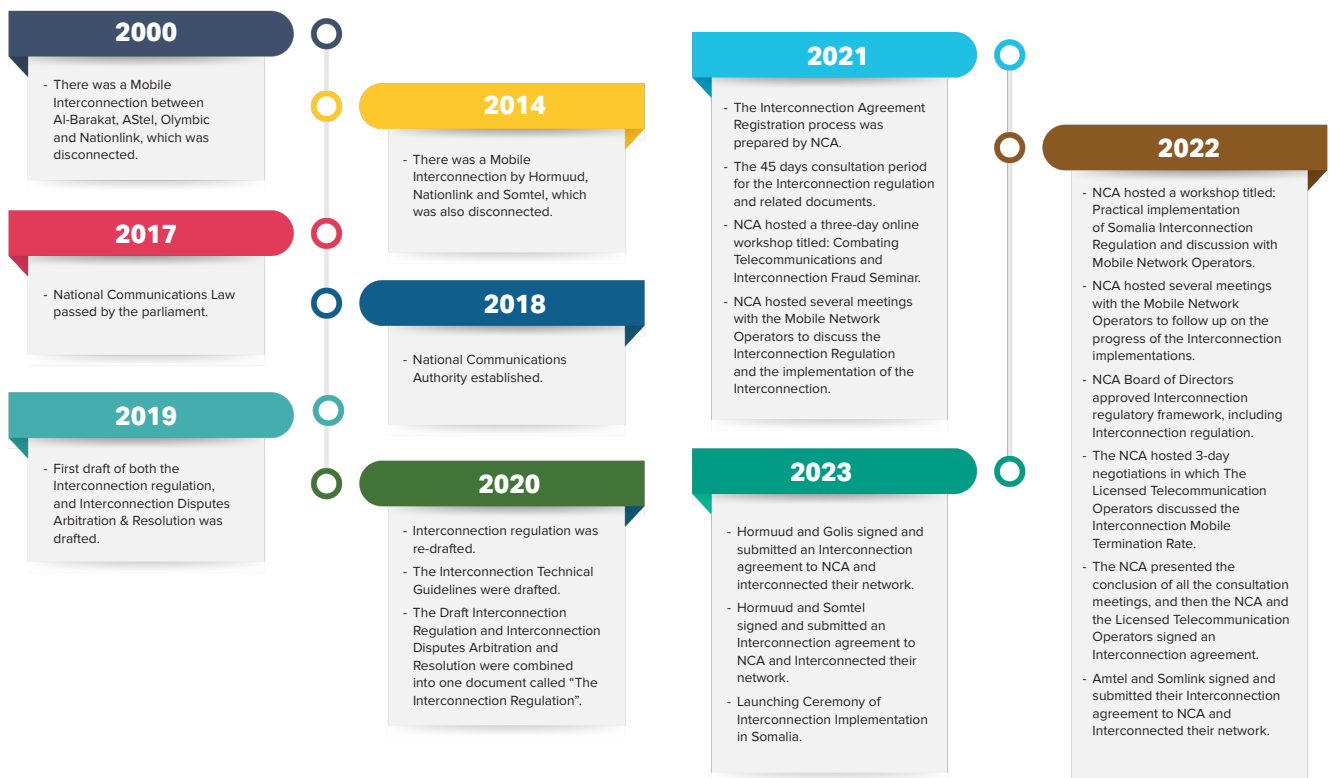 2000
- There was a Mobile
Interconnection between
Al-Barakat, AStel, Olymbic
and Nationlink, which was
disconnected.
2014
- There was a Mobile
Interconnection by Hormuud,
Nationlink and Somtel, which
was also disconnected.
2017
- National Communications Law
passed by the parliament.
2018
- National Communications
Authority established.
2019
- First draft of both the
Interconnection regulation,
and Interconnection Disputes
Arbitration & Resolution was
drafted.
2020
- Interconnection regulation was
re-drafted.
- The Interconnection Technical
Guidelines were drafted.
- The Draft Interconnection
Regulation and Interconnection
Disputes Arbitration and
Resolution were combined
into one document called “The
Interconnection Regulation”.
2021
- The Interconnection Agreement
Registration process was
prepared by NCA.
- The 45 days consultation period
for the Interconnection regulation
and related documents.
- NCA hosted a three-day online
workshop titled: Combating
Telecommunications and
Interconnection Fraud Seminar.
- NCA hosted several meetings
with the Mobile Network
Operators to discuss the
Interconnection Regulation
and the implementation of the
Interconnection.
2022
- NCA hosted a workshop titled:
Practical implementation
of Somalia Interconnection
Regulation and discussion with
Mobile Network Operators.
- NCA hosted several meetings
with the Mobile Network
Operators to follow up on the
progress of the Interconnection
implementations.
- NCA Board of Directors
approved Interconnection
regulatory framework, including
Interconnection regulation.
- The NCA hosted 3-day
negotiations in which The
Licensed Telecommunication
Operators discussed the
Interconnection Mobile
Termination Rate.
- The NCA presented the
conclusion of all the consultation
meetings, and then the NCA and
the Licensed Telecommunication
Operators signed an
Interconnection agreement.
- Amtel and Somlink signed and
submitted their Interconnection
agreement to NCA and
Interconnected their network.
2023
- Hormuud and Golis signed and
submitted an Interconnection
agreement to NCA and
interconnected their network.
- Hormuud and Somtel
signed and submitted an
Interconnection agreement to
NCA and Interconnected their
network.
- Launching Ceremony of
Interconnection Implementation
in Somalia.